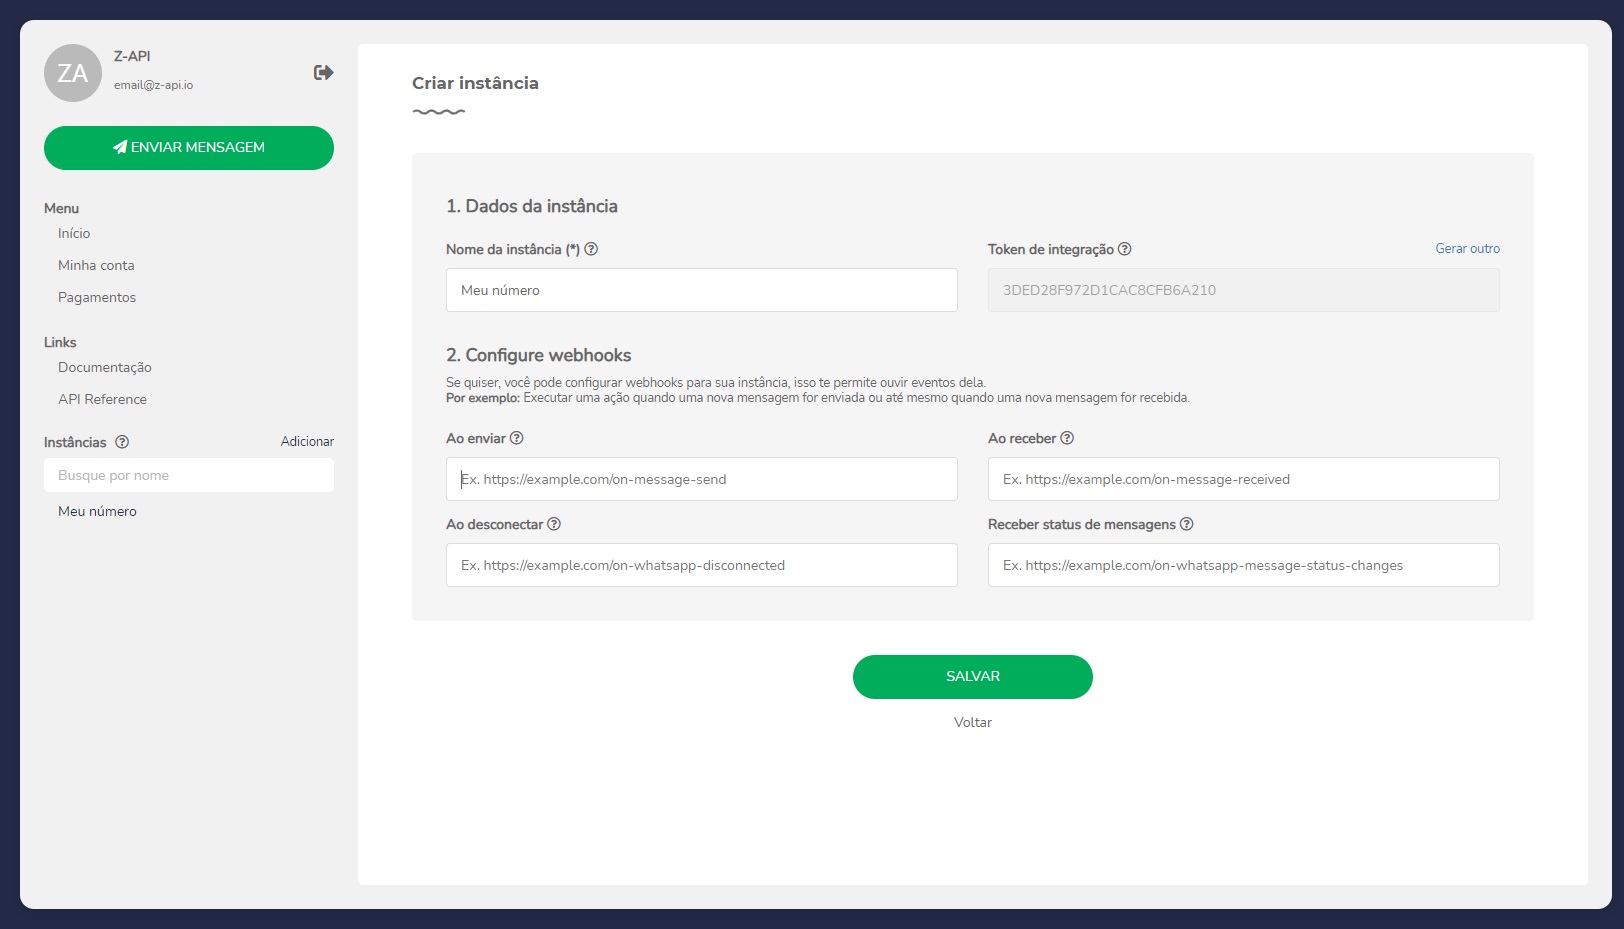 ZA
Z-API
email@z-api.io
ENVIAR MENSAGEM
Menu
Início
Minha conta
Pagamentos
Links
Documentação
API Reference
Instâncias
Adicionar
Busque por nome
Meu número
Criar instância
1. Dados da instância
Nome da instância (*)
Meu número
Token de integração
Gerar outro
3DED28F972D1CAC8CFB6A210
2. Configure webhooks
Se quiser, você pode configurar webhooks para sua instância, isso te permite ouvir eventos dela.
Por exemplo: Executar uma ação quando uma nova mensagem for enviada ou até mesmo quando uma nova mensagem for recebida.
Ao enviar
Ex. https://example.com/on-message-send
Ao receber
Ex. https://example.com/on-message-received
Ao desconectar
Ex. https://example.com/on-whatsapp-disconnected
Receber status de mensagens
Ex. https://example.com/on-whatsapp-message-status-changes
SALVAR
Voltar